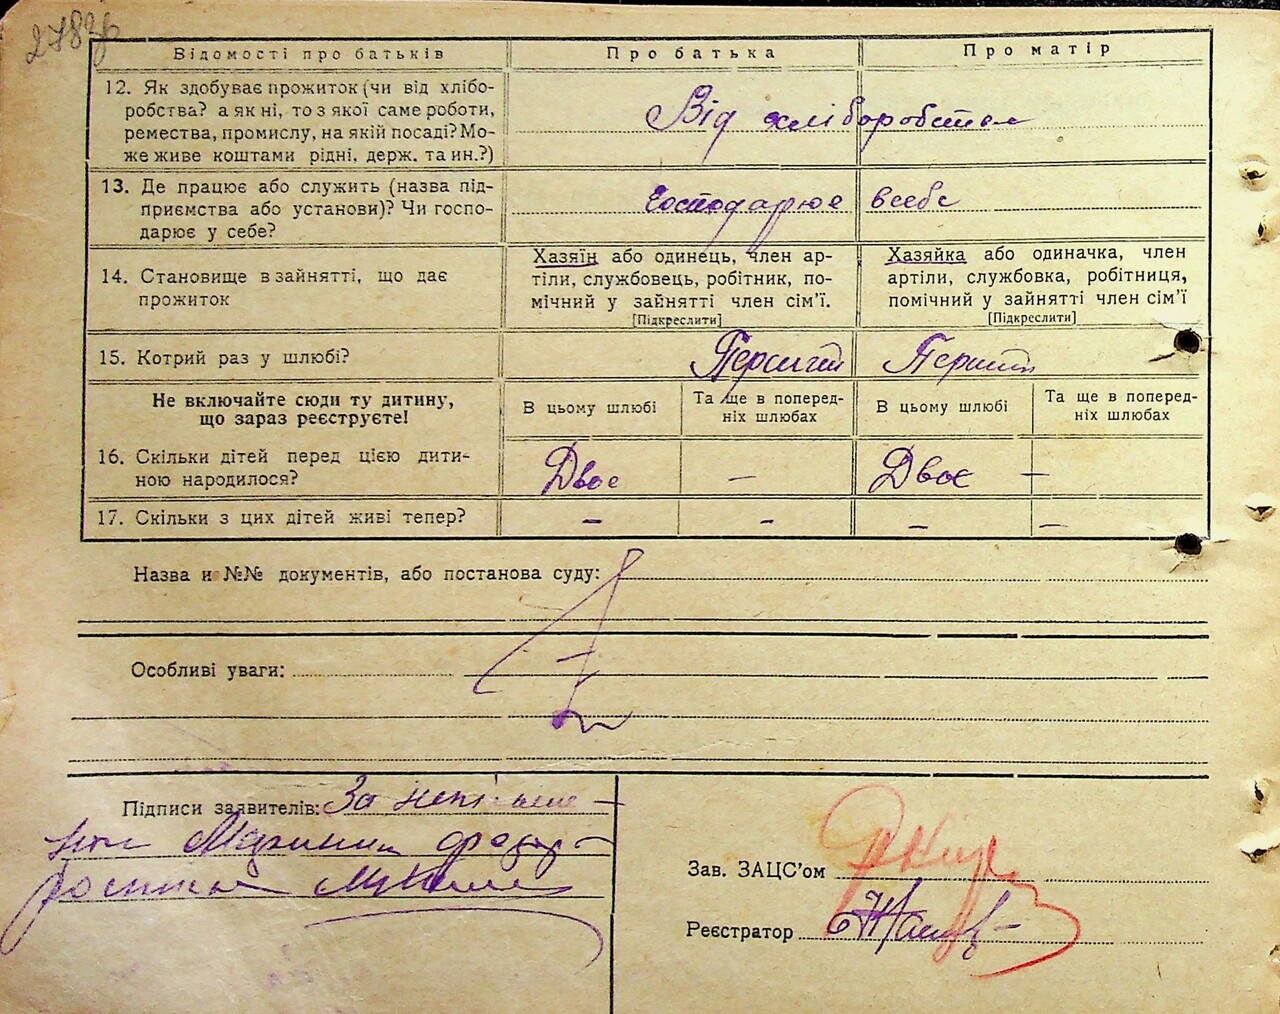 278зв
Відомості про батьків Про батька Про матір
12. Як здобуває прожиток (чи від хлібо-
робства? а як ні, то з якої саме роботи,
ремества, промислу, на якій посаді? Мо-
же живе коштами рідні, держ. та ин.?)
Від хліборобства
13. Де працює або служить (назва під-
приємства або установи)? Чи госпо-
дарює у себе?
Господарює всебе
14. Становище в зайнятті, що дає
прожиток
Хазяїн або одинець, член ар-
тіли, службовець, робітник, по-
мічний у зайнятті член сім'ї.
[Підкреслити]
Хазяйка або одиначка, член
артіли, службовка, робітниця,
помічний у зайнятті член сім'ї
[Підкреслити]
15. Котрий раз у шлюбі? Перший Перший
Не включайте сюди ту дитину,
що зараз реєструєте!
В цьому шлюбі
Та ще в поперед-
ніх шлюбах
В цьому шлюбі
Та ще в поперед-
ніх шлюбах
16. Скільки дітей перед цією дити-
ною народилося?
Двоє — Двоє —
17. Скільки з цих дітей живі тепер? — — — —
Назва и №№ документів, або постанова суду:
Особливі уваги:
Підписи заявителів: За
Зав. ЗАЦС'ом
Реєстратор